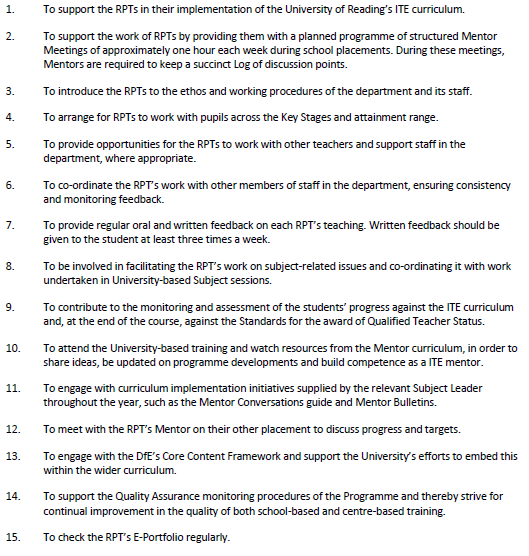 1. To support the RPTs in their implementation of the University of Reading's ITE curriculum.
2. To support the work of RPTs by providing them with a planned programme of structured Mentor
Meetings of approximately one hour each week during school placements. During these meetings,
Mentors are required to keep a succinct Log of discussion points.
3. To introduce the RPTs to the ethos and working procedures of the department and its staff.
4. To arrange for RPTs to work with pupils across the Key Stages and attainment range.
5. To provide opportunities for the RPTs to work with other teachers and support staff in the
department, where appropriate.
6. To co-ordinate the RPT's work with other members of staff in the department, ensuring consistency
and monitoring feedback.
7. To provide regular oral and written feedback on each RPT's teaching. Written feedback should be
given to the student at least three times a week.
8. To be involved in facilitating the RPT's work on subject-related issues and co-ordinating it with work
undertaken in University-based Subject sessions.
9. To contribute to the monitoring and assessment of the students' progress against the ITE curriculum
and, at the end of the course, against the Standards for the award of Qualified Teacher Status.
10. To attend the University-based training and watch resources from the Mentor curriculum, in order to
share ideas, be updated on programme developments and build competence as a ITE mentor.
11. To engage with curriculum implementation initiatives supplied by the relevant Subject Leader
throughout the year, such as the Mentor Conversations guide and Mentor Bulletins.
12. To meet with the RPT's Mentor on their other placement to discuss progress and targets.
13. To engage with the DfE's Core Content Framework and support the University's efforts to embed this
within the wider curriculum.
14. To support the Quality Assurance monitoring procedures of the Programme and thereby strive for
continual improvement in the quality of both school-based and centre-based training.
15. To check the RPT's E-Portfolio regularly.